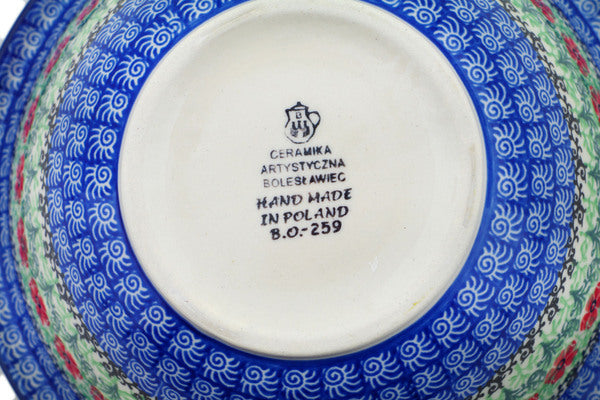 B
CERAMIKA
ARTYSTYCZNA
BOLESŁAWIEC
HAND MADE
IN POLAND
B.O.-259